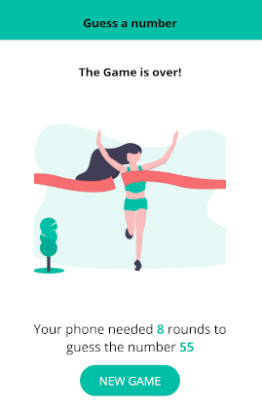 Guess a number
The Game is over!
Your phone needed 8 rounds to
guess the number 55
NEW GAME